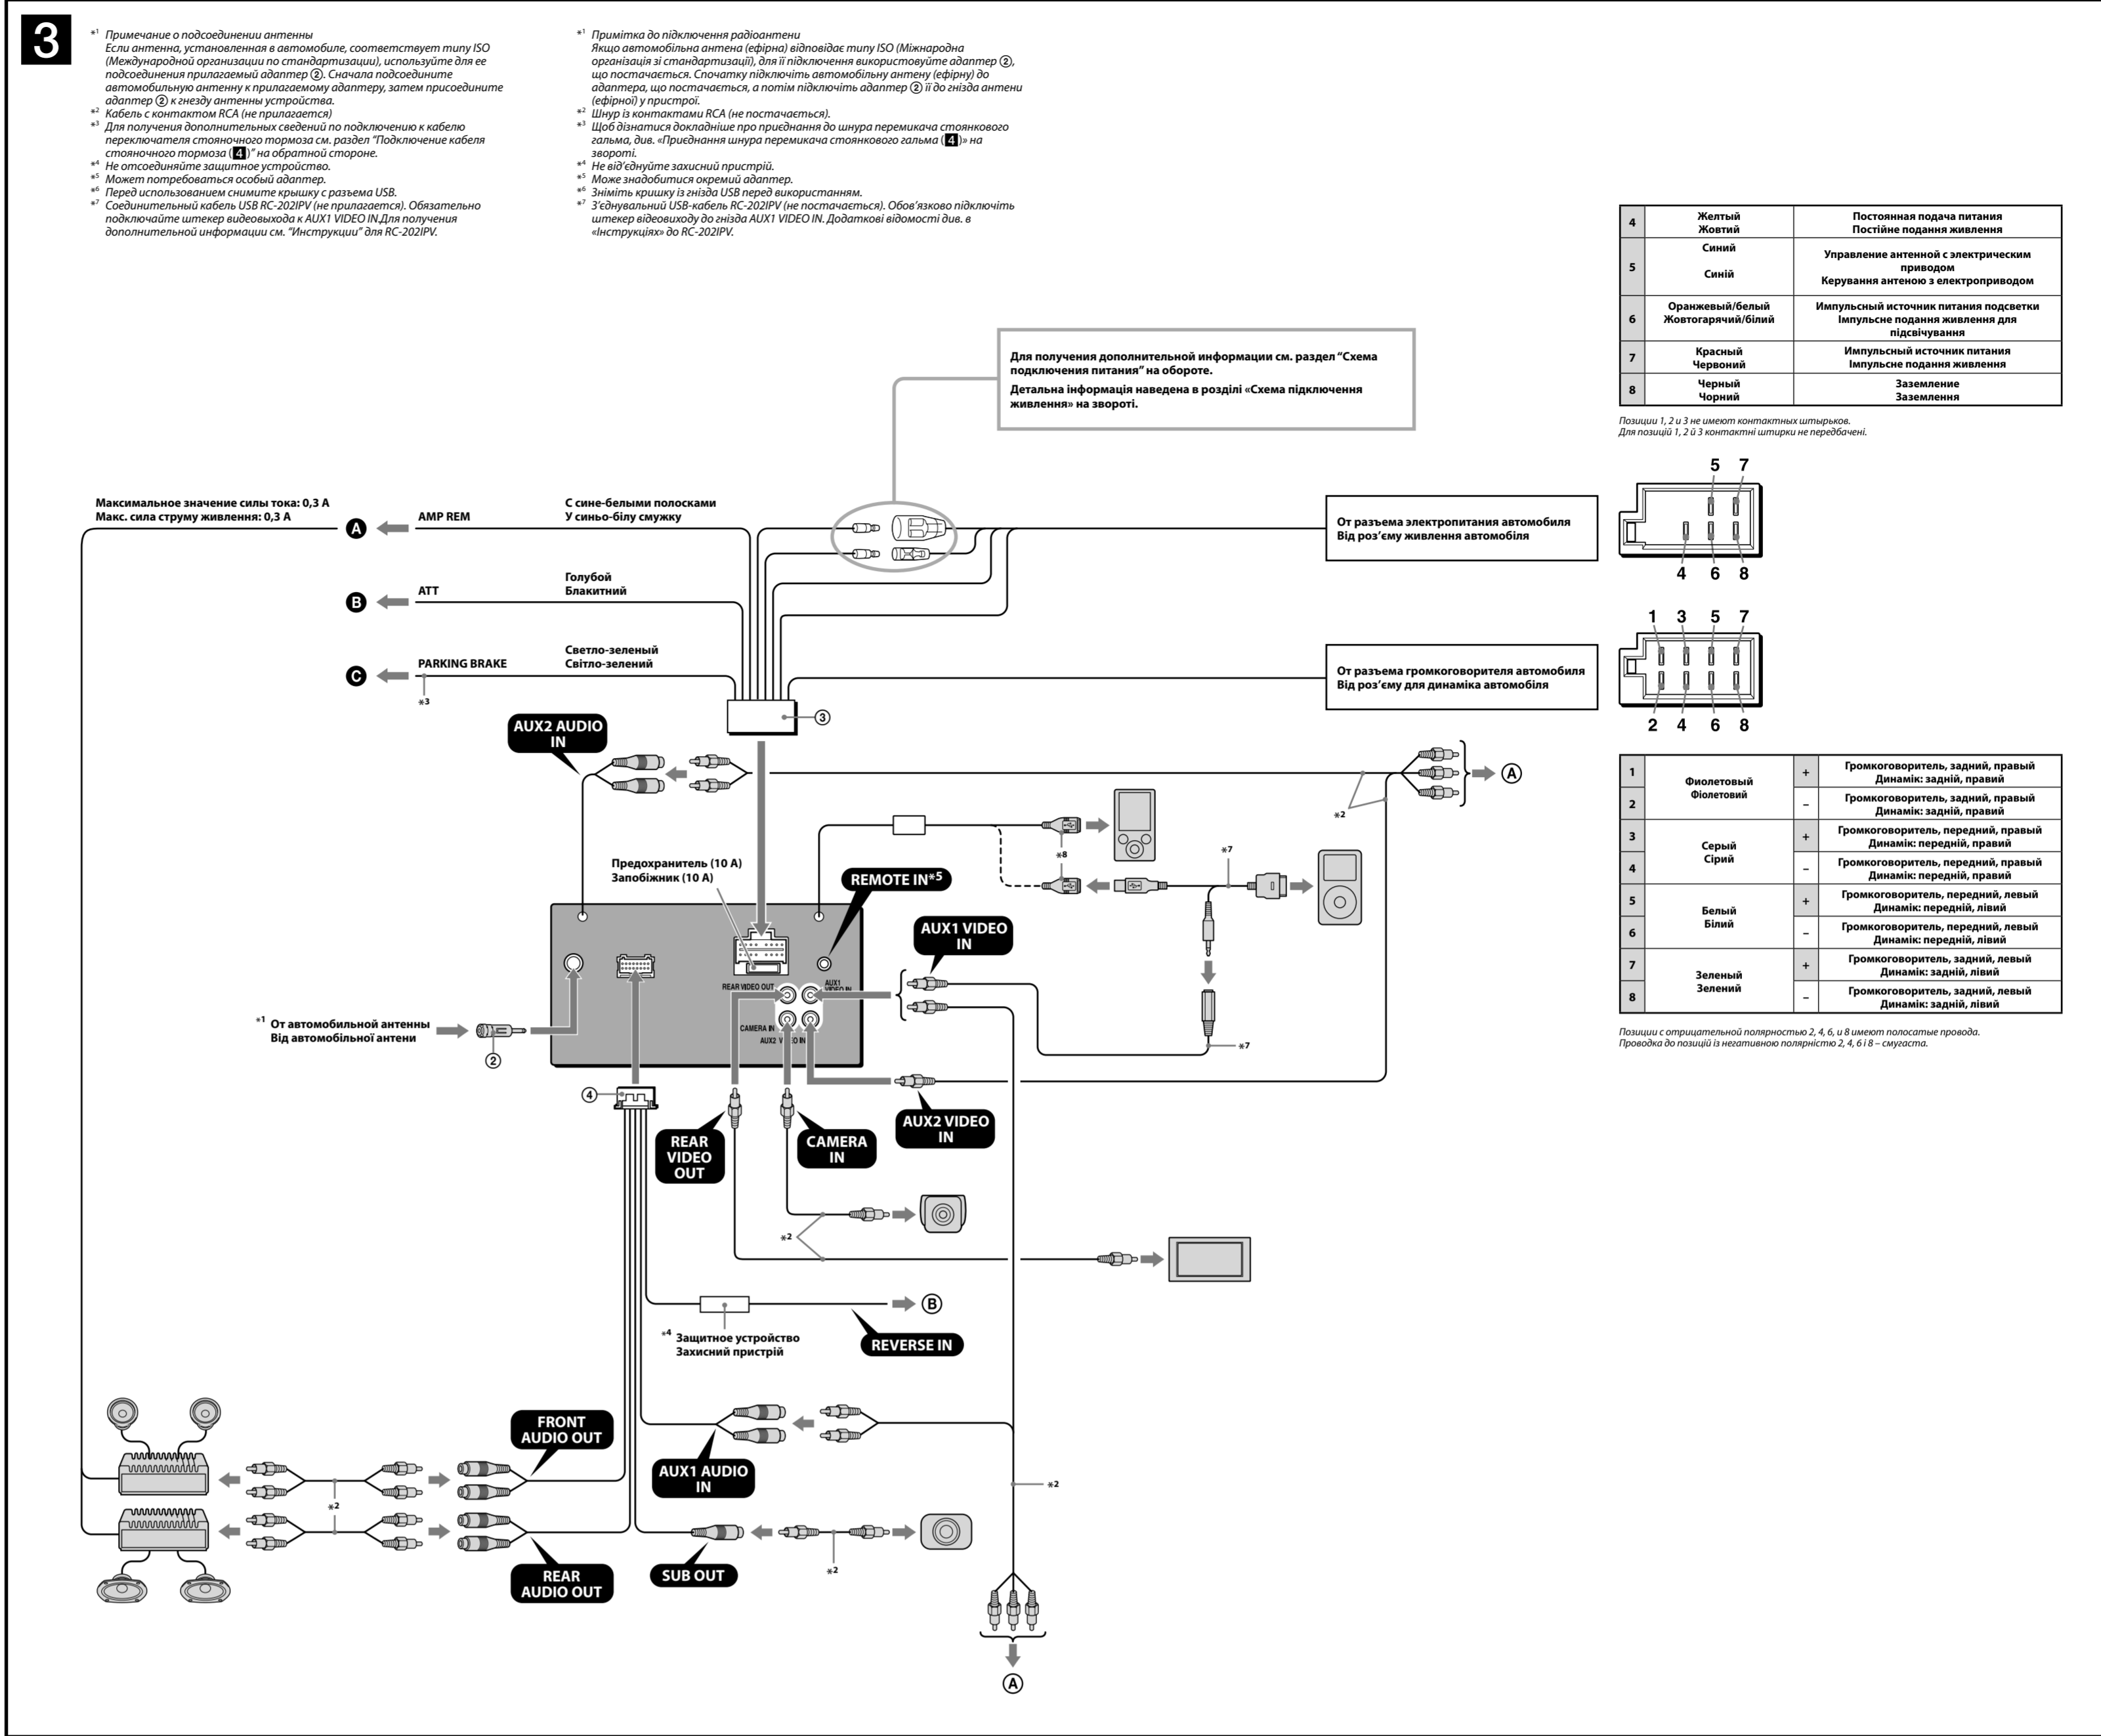 3
*1 Примечание о подсоединении антенны
Если антенна, установленная в автомобиле, соответствует типу ISO
(Международной организации по стандартизации), используйте для ее
подсоединения прилагаемый адаптер ②. Сначала подсоедините
автомобильную антенну к прилагаемому адаптеру, затем присоедините
адаптер ② к гнезду антенны устройства.
*2 Кабель с контактом RCA (не прилагается)
*3 Для получения дополнительных сведений по подключению к кабелю
переключателя стояночного тормоза см. раздел "Подключение кабеля
стояночного тормоза (4)" на обратной стороне.
*4 Не отсоединяйте защитное устройство.
*5 Может потребоваться особый адаптер.
*6 Перед использованием снимите крышку с разъема USB.
*7 Соединительный кабель USB RC-202IPV (не прилагается). Обязательно
подключайте штекер видеовыхода к AUX1 VIDEO IN.Для получения
дополнительной информации см. "Инструкции" для RC-202IPV.
*1 Примітка до підключення радіоантени
Якщо автомобільна антена (ефірна) відповідає типу ISO (Міжнародна
організація зі стандартизації), для її підключення використовуйте адаптер ②,
що постачається. Спочатку підключіть автомобільну антену (ефірну) до
адаптера, що постачається, а потім підключіть адаптер ② її до гнізда антени
(ефірної) у пристрої.
*2 Шнур із контактами RCA (не постачається).
*3 Щоб дізнатися докладніше про приєднання до шнура перемикача стоянкового
гальма, див. «Приєднання шнура перемикача стоянкового гальма (4)» на
звороті.
*4 Не від'єднуйте захисний пристрій.
*5 Може знадобитися окремий адаптер.
*6 Зніміть кришку із гнізда USB перед використанням.
*7 З'єднувальний USB-кабель RC-202IPV (не постачається). Обов'язково підключіть
штекер відеовиходу до гнізда AUX1 VIDEO IN. Додаткові відомості див. в
«Інструкціях» до RC-202IPV.
4 Желтый Постоянная подача питания
Жовтий Постійне подання живлення
5 Синий Управление антенной с электрическим
приводом
Синій Керування антеною з електроприводом
6 Оранжевый/белый Импульсный источник питания подсветки
Жовтогарячий/білий Імпульсне подання живлення для
підсвічування
7 Красный Импульсный источник питания
Червоний Імпульсне подання живлення
8 Черный Заземление
Чорний Заземлення
Позиции 1, 2 и 3 не имеют контактных штырьков.
Для позицій 1, 2 й 3 контактні штирки не передбачені.
Для получения дополнительной информации см. раздел "Схема
подключения питания" на обороте.
Детальна інформація наведена в розділі «Схема підключення
живлення» на звороті.
5 7
4 6 8
Максимальное значение силы тока: 0,3 А
Макс. сила струму живлення: 0,3 А
A
AMP REM
С сине-белыми полосками
У синьо-білу смужку
От разъема электропитания автомобиля
Від роз'єму живлення автомобіля
B
ATT
Голубой
Блакитний
C
PARKING BRAKE
Светло-зеленый
Світло-зелений
*3
От разъема громкоговорителя автомобиля
Від роз'єму для динаміка автомобіля
1 3 5 7
2 4 6 8
③
AUX2 AUDIO
IN
A
*2
*8
*7
Предохранитель (10 А)
Запобіжник (10 А)
REMOTE IN*5
AUX1 VIDEO
IN
REAR VIDEO OUT
AUX1
VIDEO IN
CAMERA IN
AUX2 VIDEO IN
*1 От автомобильной антенны
Від автомобільної антени
②
*7
④
AUX2 VIDEO
IN
REAR
VIDEO
OUT
CAMERA
IN
*2
B
*4 Защитное устройство
Захисний пристрій
REVERSE IN
FRONT
AUDIO OUT
AUX1 AUDIO
IN
*2
*2
REAR
AUDIO OUT
SUB OUT
*2
A
1 Фиолетовый + Громкоговоритель, задний, правый
Фіолетовий Динамік: задній, правий
2 – Громкоговоритель, задний, правый
Динамік: задній, правий
3 Серый + Громкоговоритель, передний, правый
Сірий Динамік: передній, правий
4 – Громкоговоритель, передний, правый
Динамік: передній, правий
5 Белый + Громкоговоритель, передний, левый
Білий Динамік: передній, лівий
6 – Громкоговоритель, передний, левый
Динамік: передній, лівий
7 Зеленый + Громкоговоритель, задний, левый
Зелений Динамік: задній, лівий
8 – Громкоговоритель, задний, левый
Динамік: задній, лівий
Позиции с отрицательной полярностью 2, 4, 6, и 8 имеют полосатые провода.
Проводка до позицій із негативною полярністю 2, 4, 6 і 8 – смугаста.